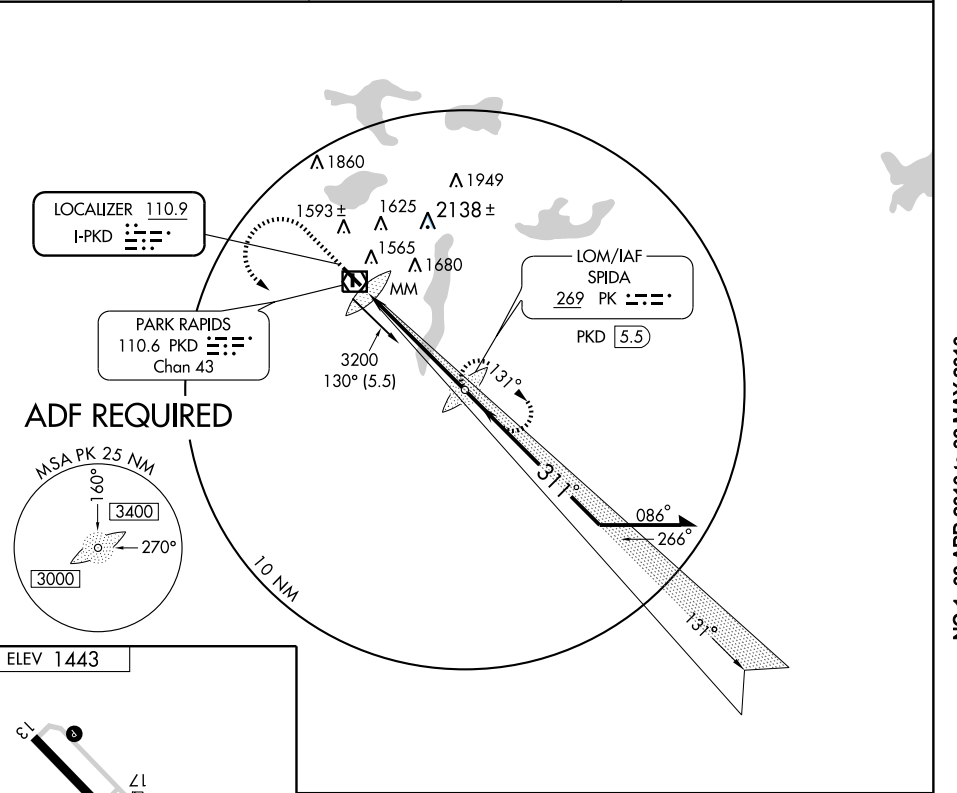 1860
1949
LOCALIZER 110.9
I-PKD
1593 ±
1625
2138 ±
1565
1680
MM
LOM/IAF
SPIDA
269 PK
PKD 5.5
PARK RAPIDS
110.6 PKD
Chan 43
3200
130° (5.5)
131°
ADF REQUIRED
MSA PK 25 NM
160°
3400
270°
3000
311°
086°
266°
10 NM
131°
ELEV 1443
13
P
17